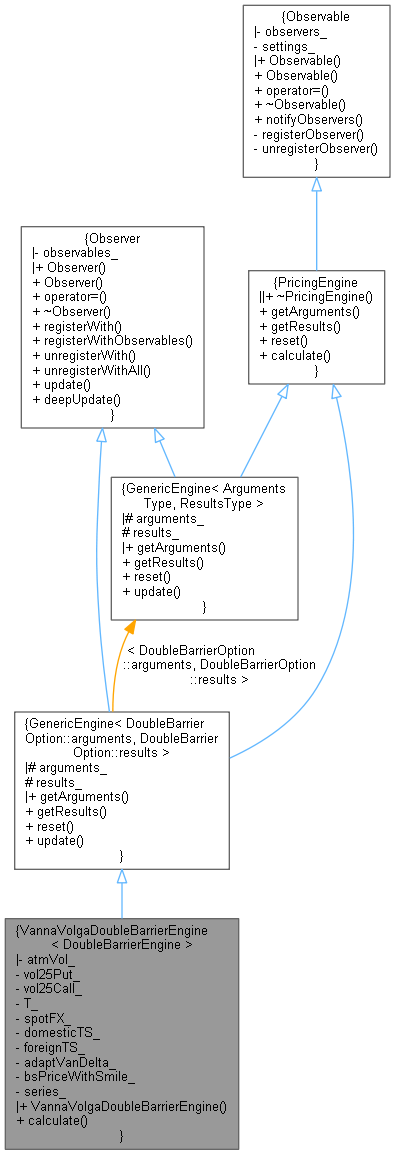 {Observable
|- observers_
- settings_
|+ Observable()
+ Observable()
+ operator=()
+ ~Observable()
+ notifyObservers()
- registerObserver()
- unregisterObserver()
}
{Observer
|- observables_
|+ Observer()
+ Observer()
+ operator=()
+ ~Observer()
+ registerWith()
+ registerWithObservables()
+ unregisterWith()
+ unregisterWithAll()
+ update()
+ deepUpdate()
}
{PricingEngine
||+ ~PricingEngine()
+ getArguments()
+ getResults()
+ reset()
+ calculate()
}
{GenericEngine< Arguments
Type, ResultsType >
|# arguments_
# results_
|+ getArguments()
+ getResults()
+ reset()
+ update()
}
< DoubleBarrierOption
::arguments, DoubleBarrierOption
::results >
{GenericEngine< DoubleBarrier
Option::arguments, DoubleBarrier
Option::results >
|# arguments_
# results_
|+ getArguments()
+ getResults()
+ reset()
+ update()
}
{VannaVolgaDoubleBarrierEngine
< DoubleBarrierEngine >
|- atmVol_
- vol25Put_
- vol25Call_
- T_
- spotFX_
- domesticTS_
- foreignTS_
- adaptVanDelta_
- bsPriceWithSmile_
- series_
|+ VannaVolgaDoubleBarrierEngine()
+ calculate()
}